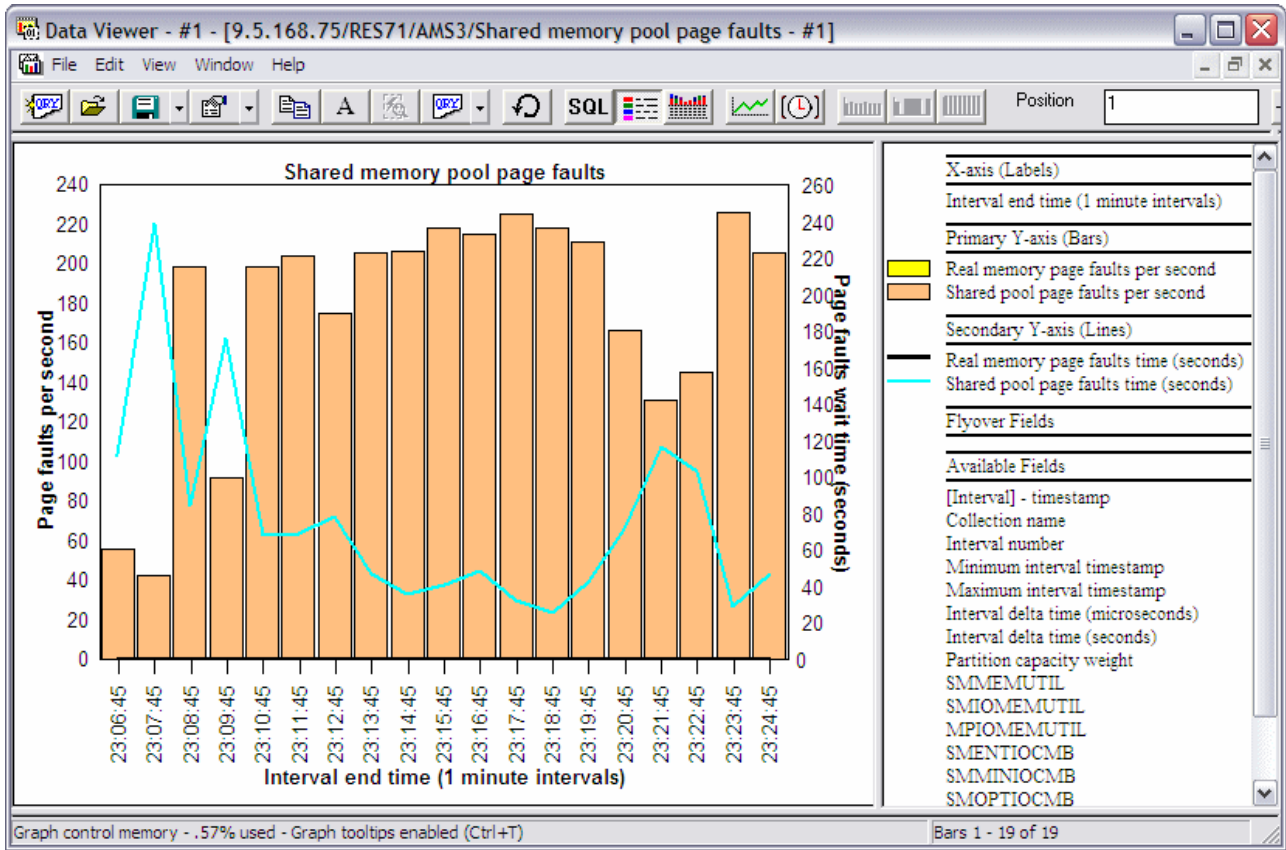 Data Viewer - #1 - [9.5.168.75/RES71/AMS3/Shared memory pool page faults - #1]
File Edit View Window Help
QRY A QRY SQL Position 1
Shared memory pool page faults
Page faults per second
240
220
200
180
160
140
120
100
80
60
40
20
0
260
240
220
200
180
160
140
120
100
80
60
40
20
0
Page faults wait time (seconds)
23:06:45
23:07:45
23:08:45
23:09:45
23:10:45
23:11:45
23:12:45
23:13:45
23:14:45
23:15:45
23:16:45
23:17:45
23:18:45
23:19:45
23:20:45
23:21:45
23:22:45
23:23:45
23:24:45
Interval end time (1 minute intervals)
X-axis (Labels)
Interval end time (1 minute intervals)
Primary Y-axis (Bars)
Real memory page faults per second
Shared pool page faults per second
Secondary Y-axis (Lines)
Real memory page faults time (seconds)
Shared pool page faults time (seconds)
Flyover Fields
Available Fields
[Interval] - timestamp
Collection name
Interval number
Minimum interval timestamp
Maximum interval timestamp
Interval delta time (microseconds)
Interval delta time (seconds)
Partition capacity weight
SMMEMUTIL
SMIOMEMUTIL
MPIOMEMUTIL
SMENTIOCMB
SMMINIOCMB
SMOPTIOCMB
Graph control memory - .57% used - Graph tooltips enabled (Ctrl+T)
Bars 1 - 19 of 19